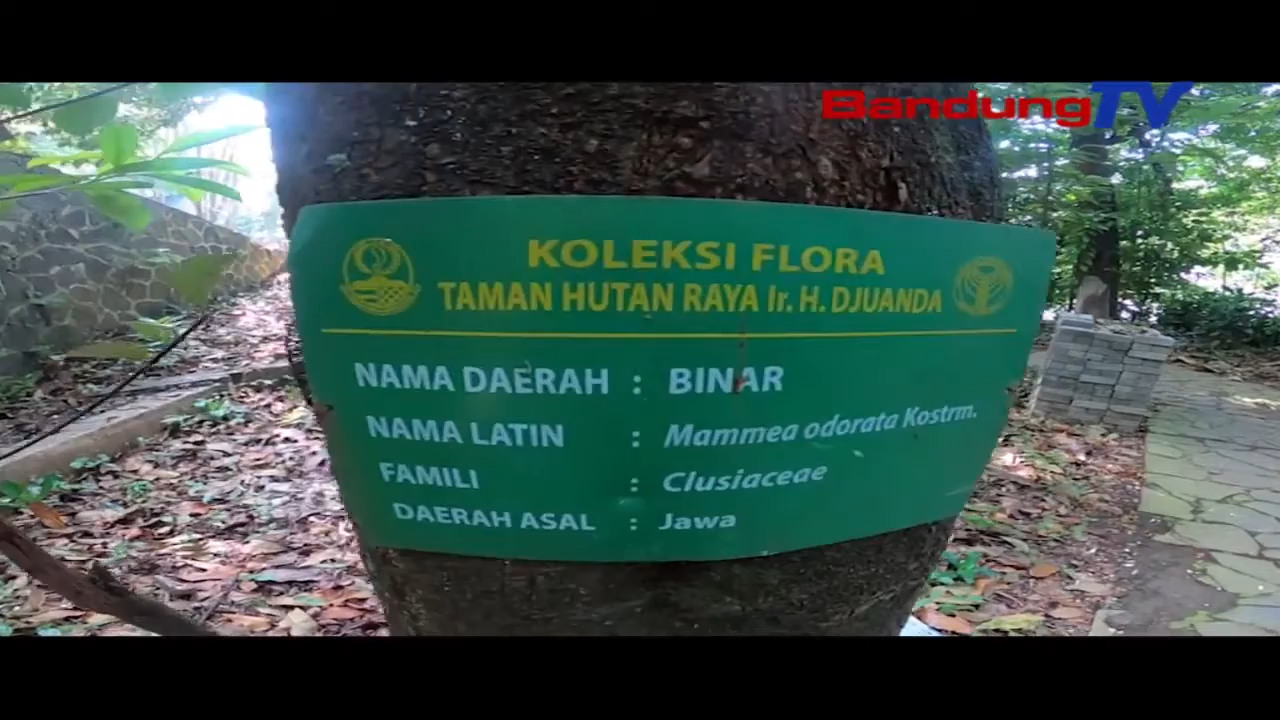 BandungTV
KOLEKSI FLORA
TAMAN HUTAN RAYA Ir. H. DJUANDA
NAMA DAERAH : BINAR
NAMA LATIN : Mammea odorata Kostrm.
FAMILI : Clusiaceae
DAERAH ASAL : Jawa